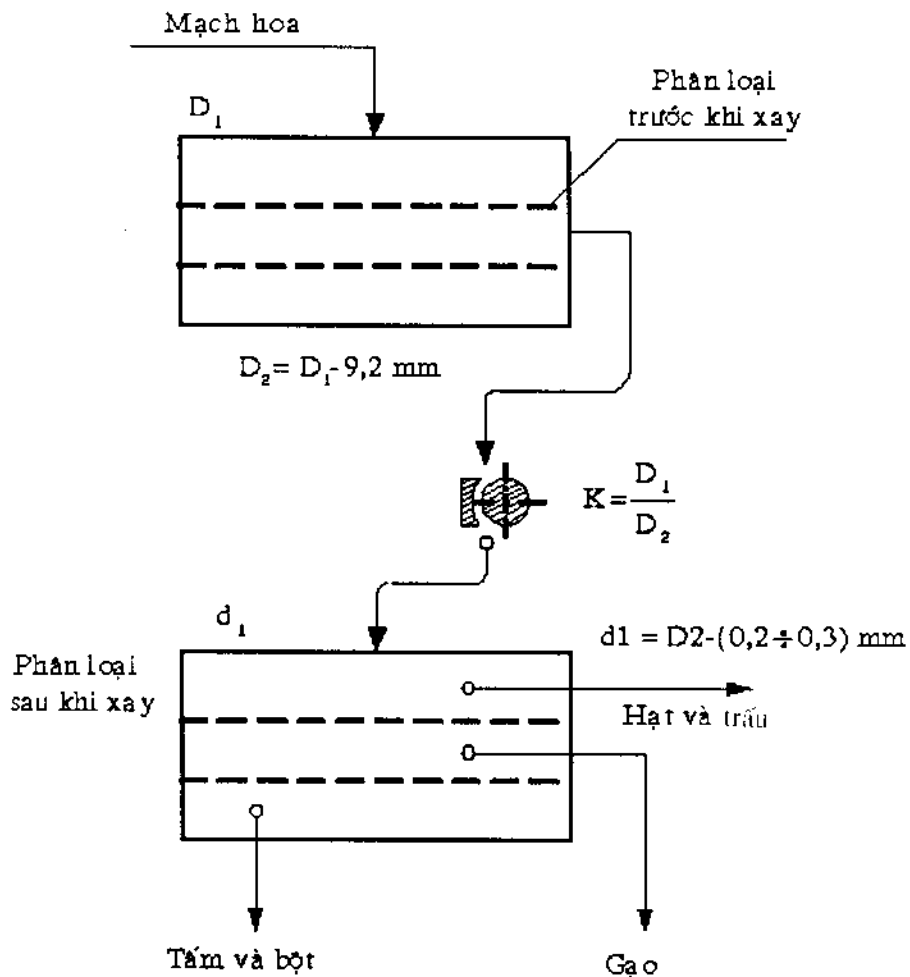 Mạch hoa
Phân loại
trước khi xay
D₁
D₂= D₁-9,2 mm
K = D₁ / D₂
d₁
d1 = D2-(0,2÷0,3) mm
Phân loại
sau khi xay
Hạt và trấu
Tấm và bột
Gạo